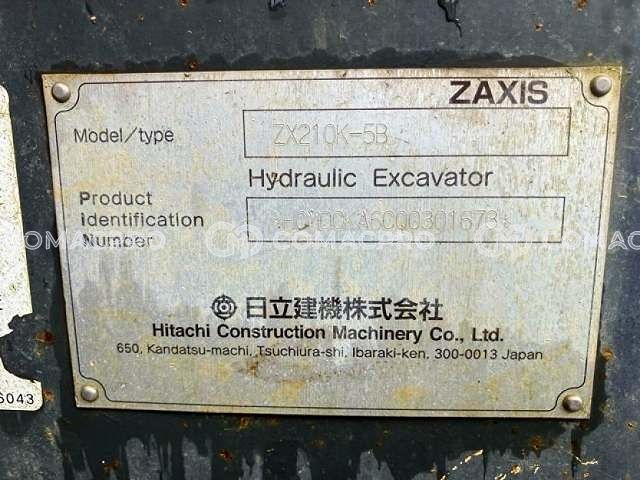 ZAXIS
Model/type ZX210K-5B
Hydraulic Excavator
Product
Identification
Number
日立建機株式会社
Hitachi Construction Machinery Co., Ltd.
650, Kandatsu-machi, Tsuchiura-shi, Ibaraki-ken, 300-0013 Japan
6043